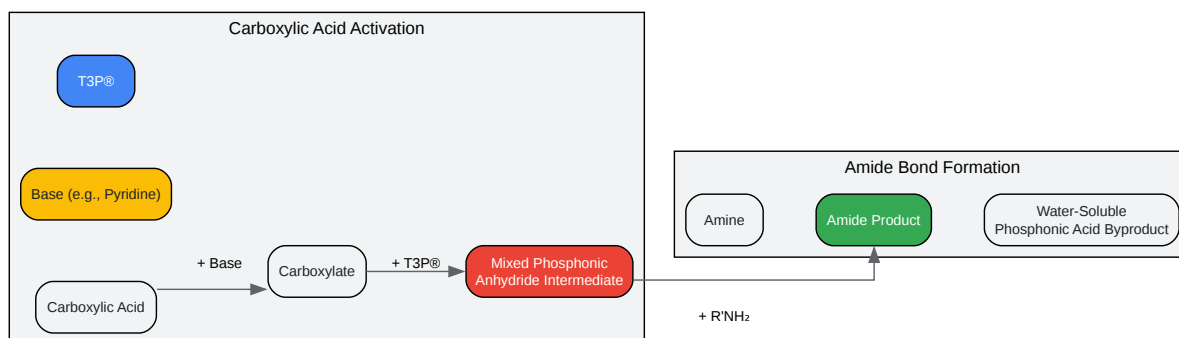 Carboxylic Acid Activation
T3P®
Base (e.g., Pyridine)
Carboxylic Acid
+ Base
Carboxylate
+ T3P®
Mixed Phosphonic
Anhydride Intermediate
Amide Bond Formation
Amine
Amide Product
Water-Soluble
Phosphonic Acid Byproduct
+ R'NH₂